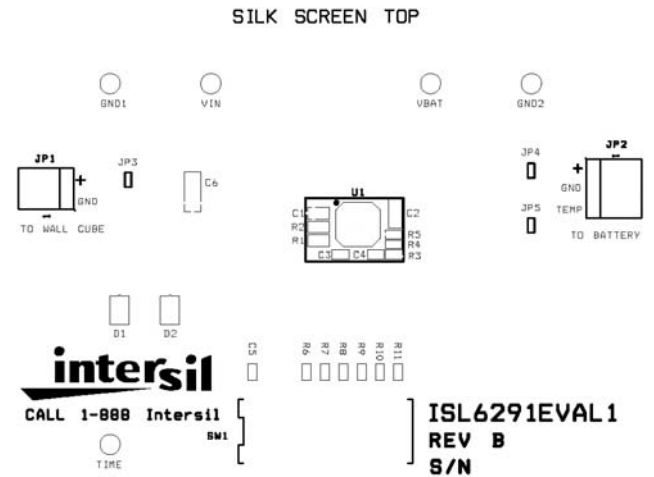 SILK SCREEN TOP
GND1
VIN
VBAT
GND2
JP1
JP3
JP4
JP2
+
GND
C6
U1
+
GND
TEMP
1
TO WALL CUBE
C1
C2
R2
R5
R1
R4
C3
C4
R3
JP5
1
TO BATTERY
D1
D2
C5
R6
R7
R8
R9
R10
R11
intersil
CALL 1-888 Intersil
SW1
ISL6291EVAL1
REV B
S/N
TIME